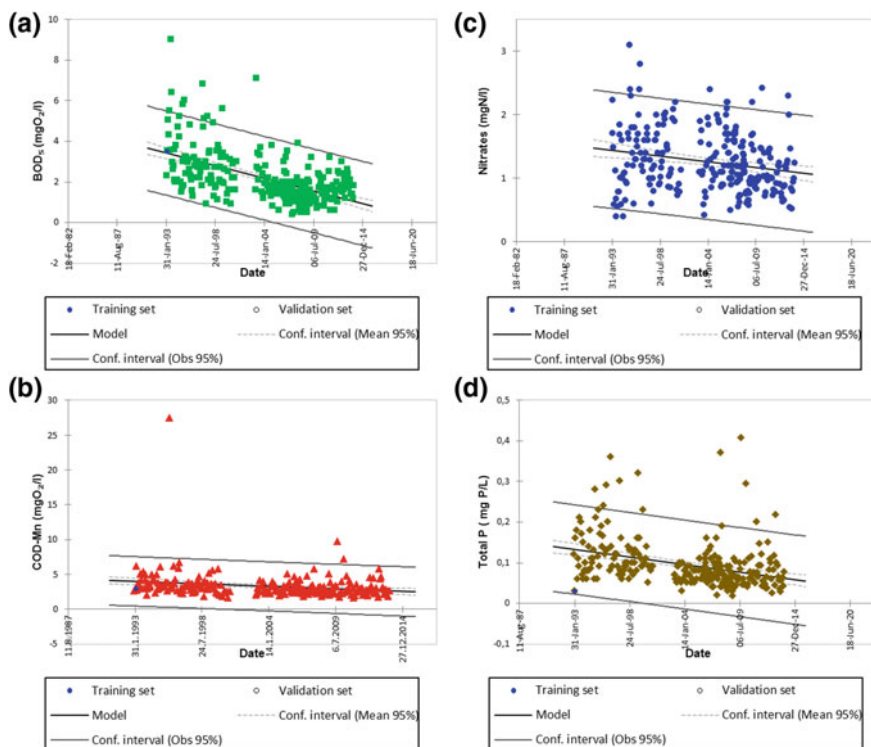 (a)
10
8
6
4
2
0
-2
BOD₅ (mgO₂/l)
18-Feb-82
11-Aug-87
31-Jan-93
24-Jul-98
14-Jan-04
06-Jul-09
27-Dec-14
18-Jun-20
Date
Training set
Validation set
Model
Conf. interval (Mean 95%)
Conf. interval (Obs 95%)
(c)
3
2
1
0
Nitrates (mgN/l)
18-Feb-82
11-Aug-87
31-Jan-93
24-Jul-98
14-Jan-04
06-Jul-09
27-Dec-14
18-Jun-20
Date
Training set
Validation set
Model
Conf. interval (Mean 95%)
Conf. interval (Obs 95%)
(b)
30
25
20
15
10
5
0
-5
COD-Mn (mgO₂/l)
11.8.1987
31.1.1993
24.7.1998
14.1.2004
6.7.2009
27.12.2014
Date
Training set
Validation set
Model
Conf. interval (Mean 95%)
Conf. interval (Obs 95%)
(d)
0,5
0,4
0,3
0,2
0,1
0
-0,1
Total P ( mg P/L)
11-Aug-87
31-Jan-93
24-Jul-98
14-Jan-04
06-Jul-09
27-Dec-14
18-Jun-20
Date
Training set
Validation set
Model
Conf. interval (Mean 95%)
Conf. interval (Obs 95%)